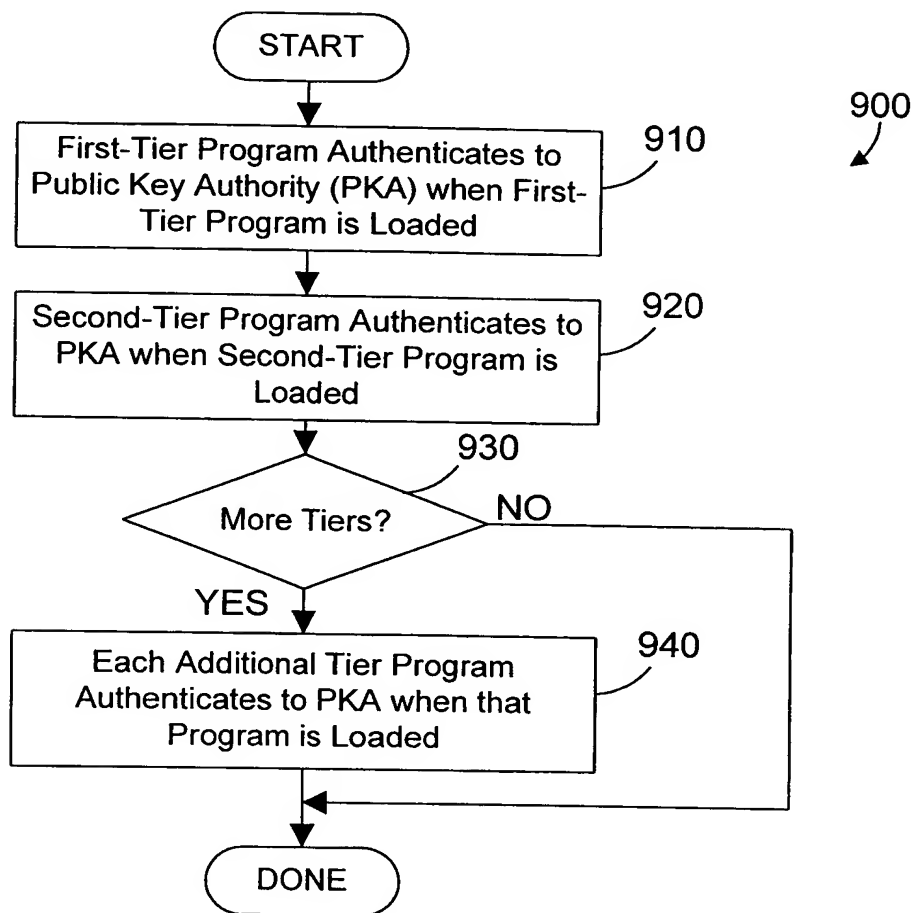 START
900
First-Tier Program Authenticates to
Public Key Authority (PKA) when First-
Tier Program is Loaded
910
Second-Tier Program Authenticates to
PKA when Second-Tier Program is
Loaded
920
930
More Tiers?
NO
YES
Each Additional Tier Program
Authenticates to PKA when that
Program is Loaded
940
DONE